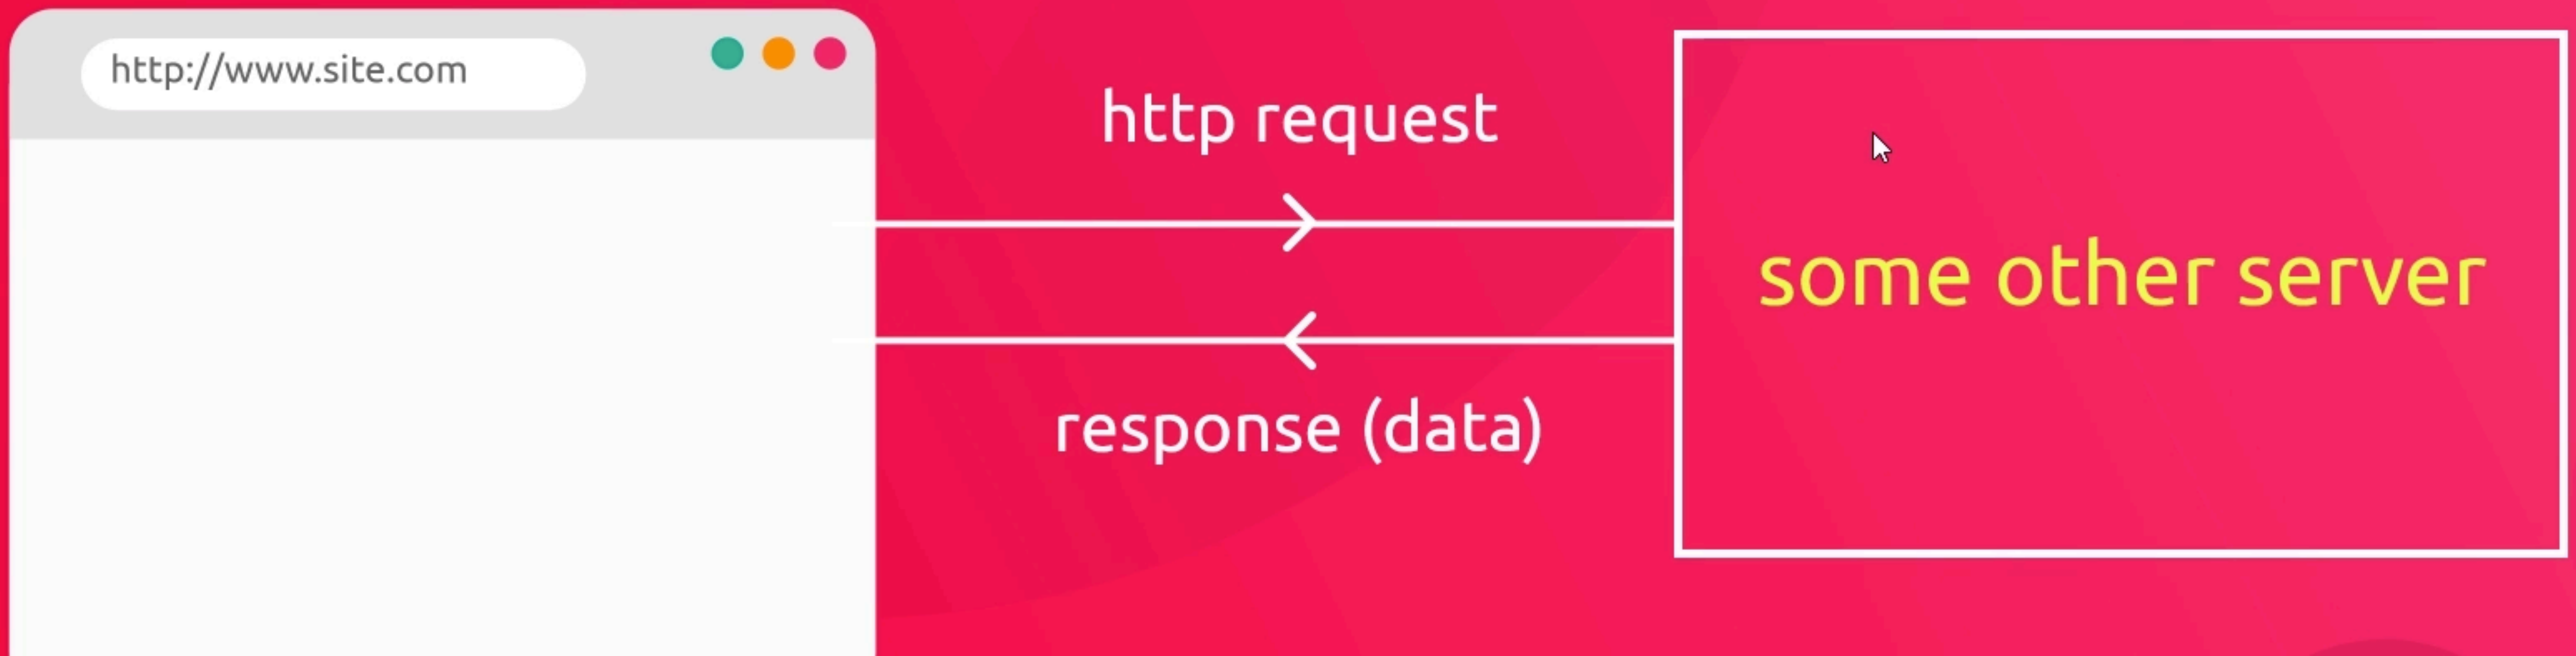 http://www.site.com
http request
some other server
response (data)